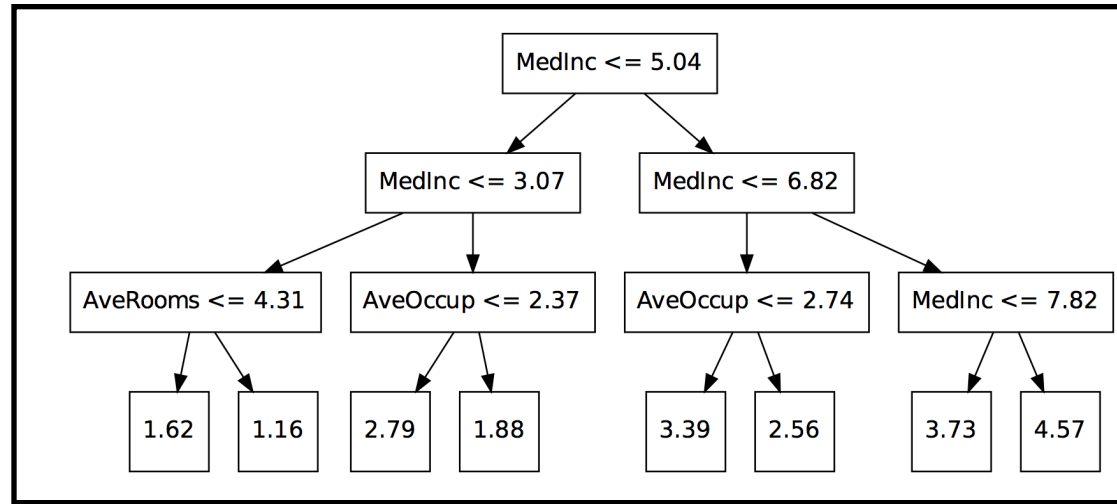 MedInc <= 5.04
MedInc <= 3.07
MedInc <= 6.82
AveRooms <= 4.31
AveOccup <= 2.37
AveOccup <= 2.74
MedInc <= 7.82
1.62
1.16
2.79
1.88
3.39
2.56
3.73
4.57